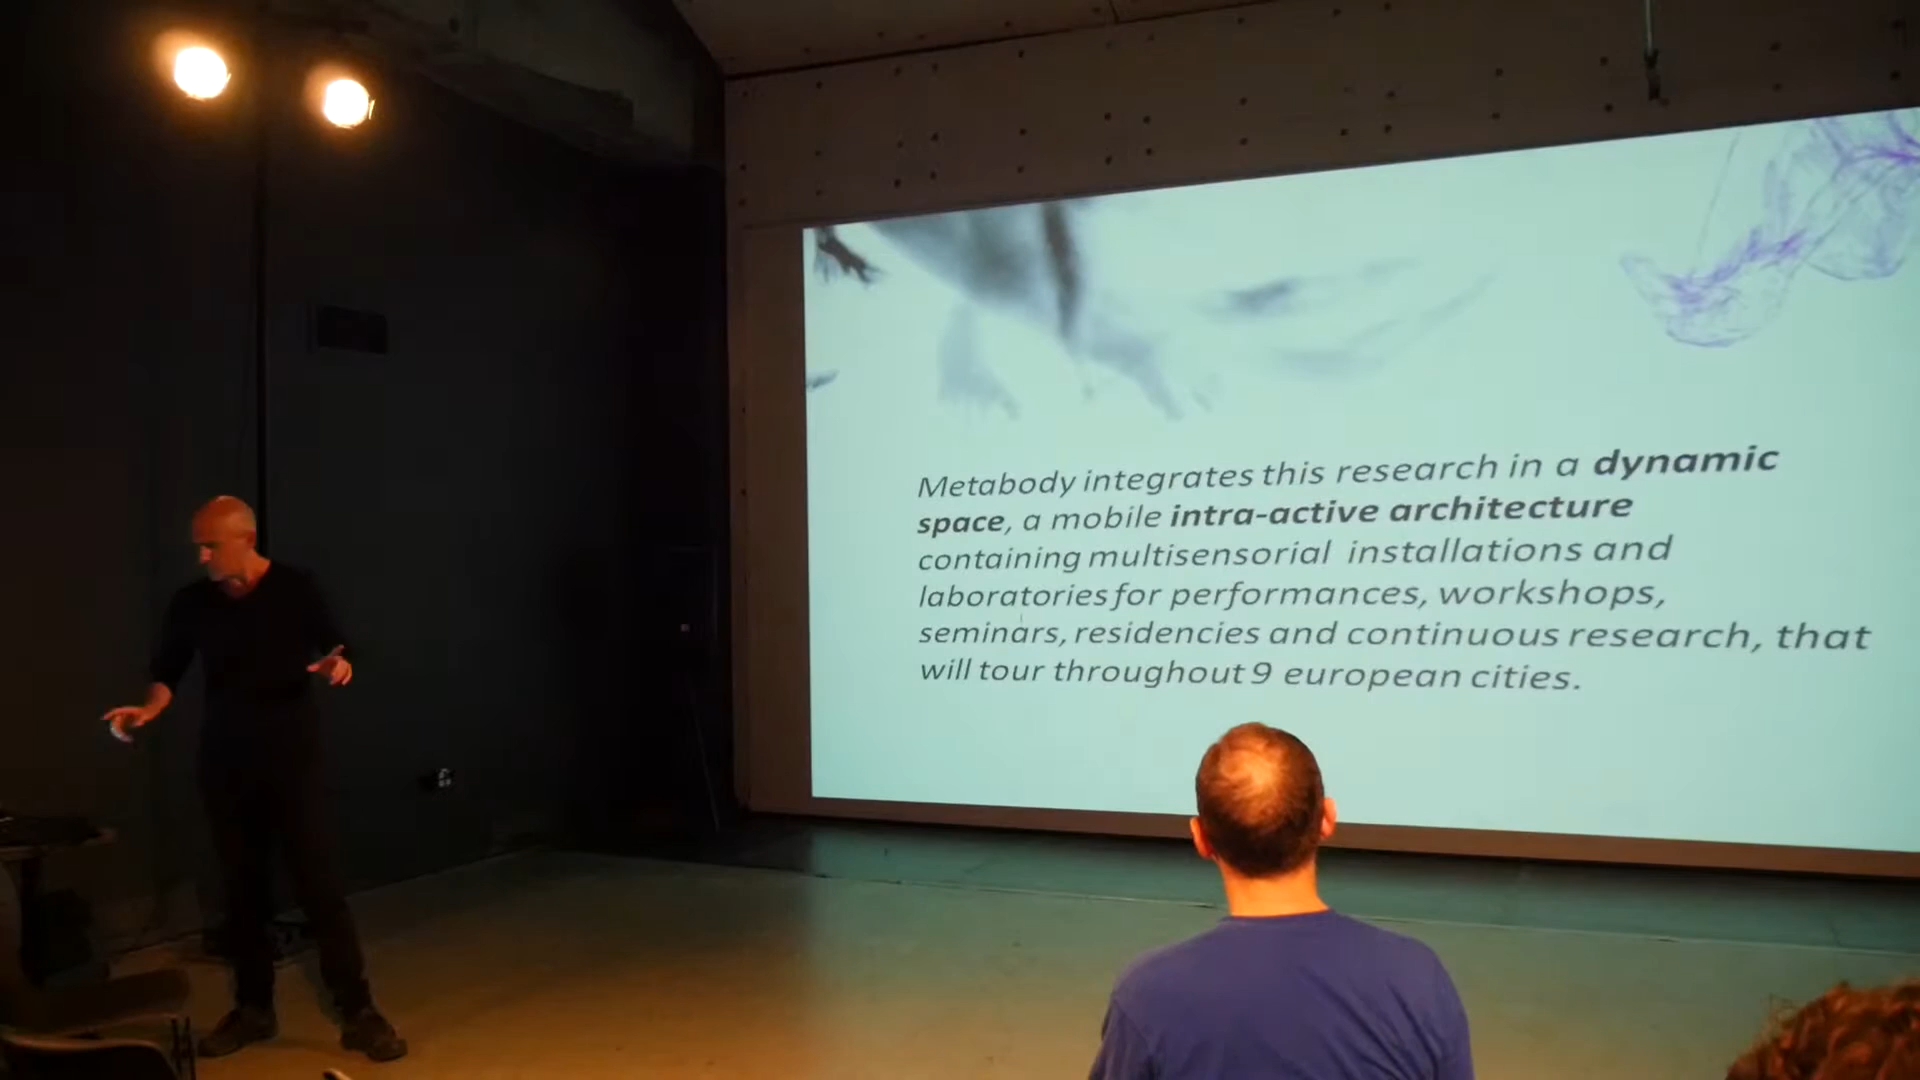 Metabody integrates this research in a dynamic
space, a mobile intra-active architecture
containing multisensorial installations and
laboratories for performances, workshops,
seminars, residencies and continuous research, that
will tour throughout 9 european cities.